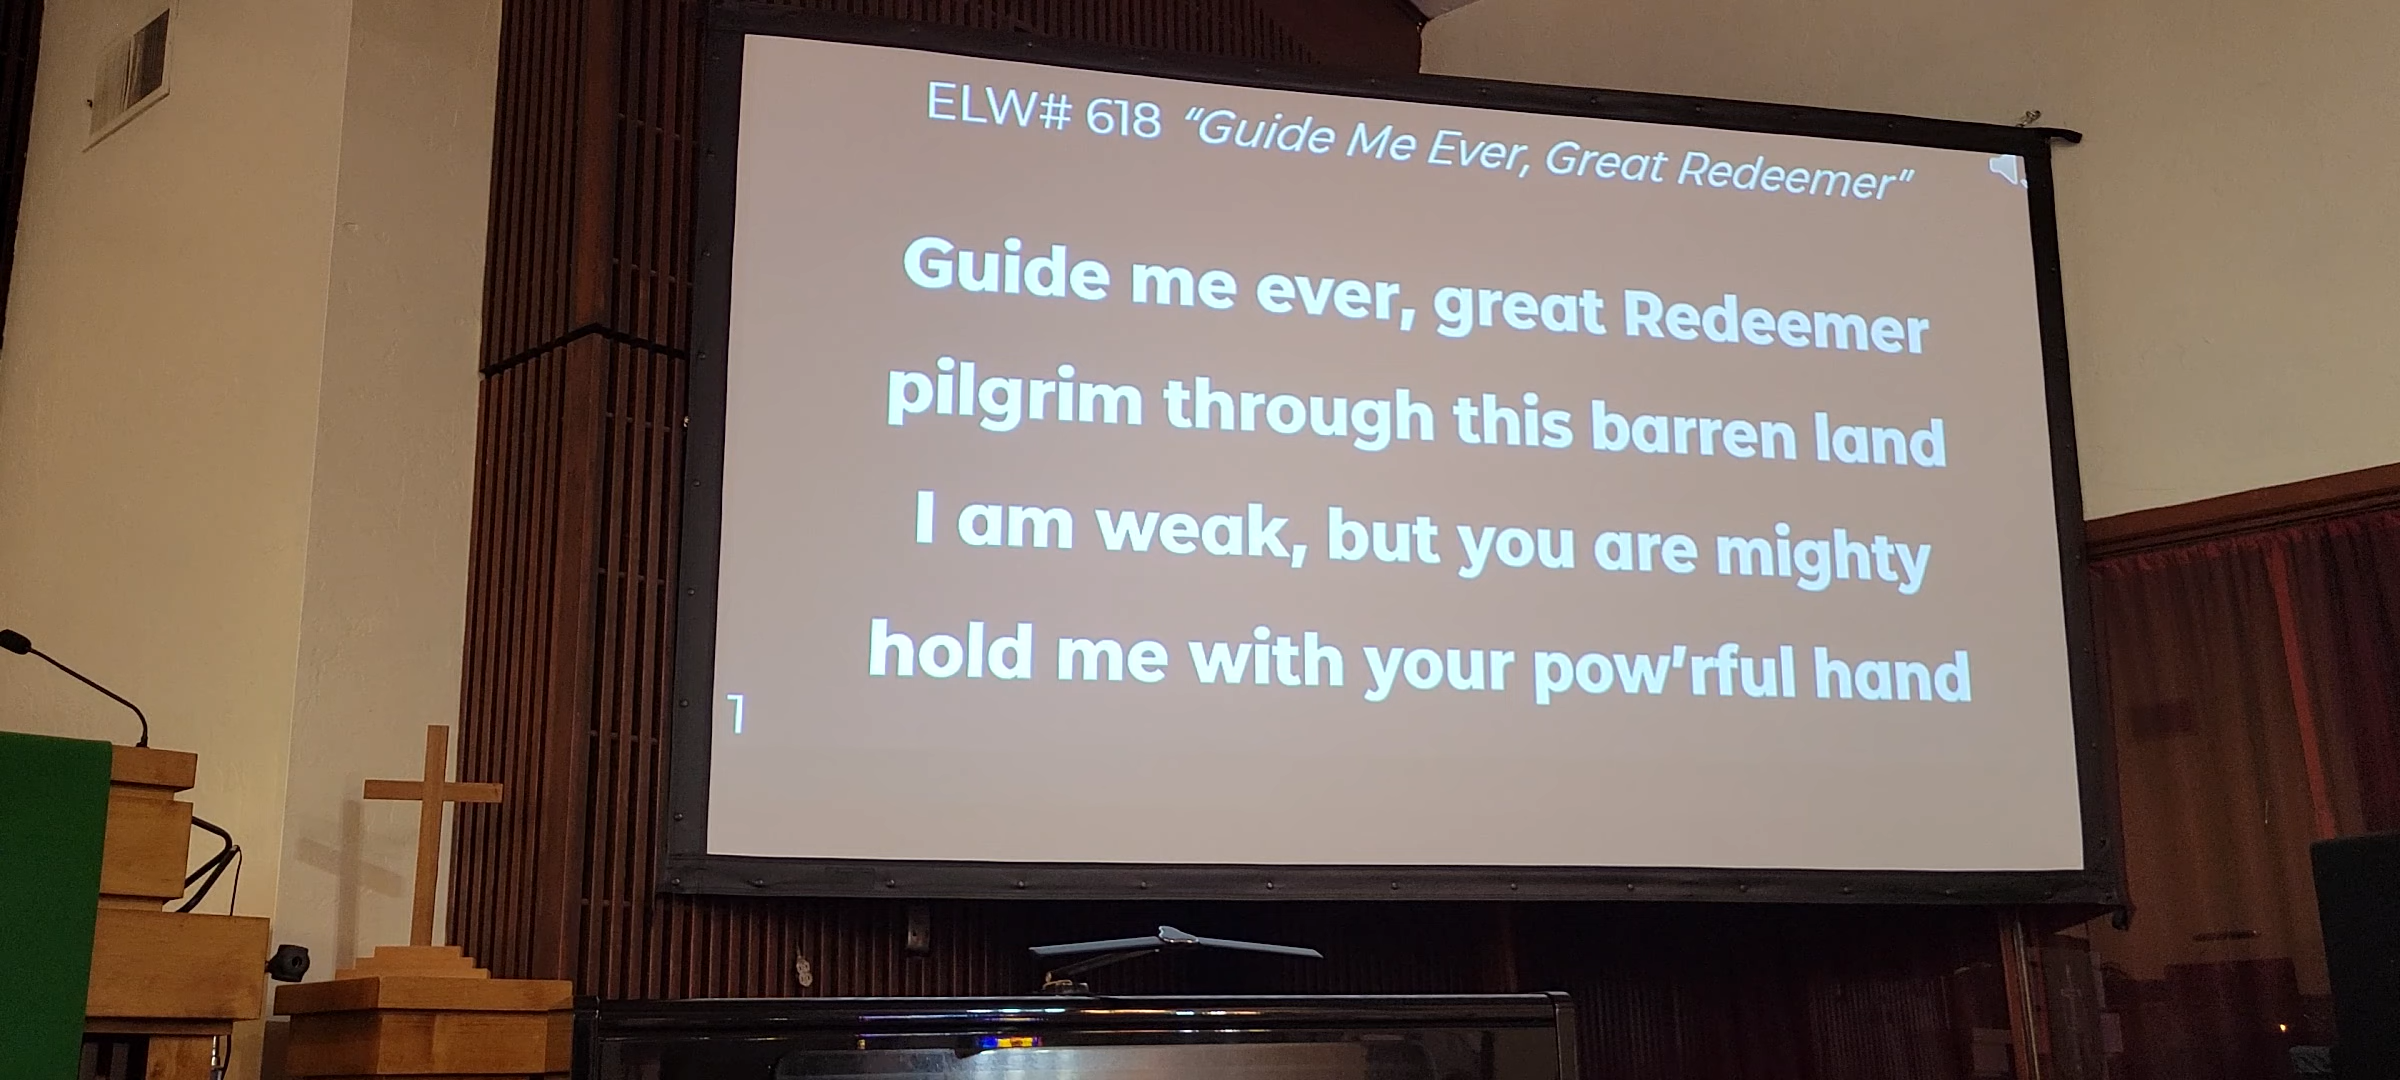 ELW# 618 “Guide Me Ever, Great Redeemer”
Guide me ever, great Redeemer
pilgrim through this barren land
I am weak, but you are mighty
hold me with your pow’rful hand
1